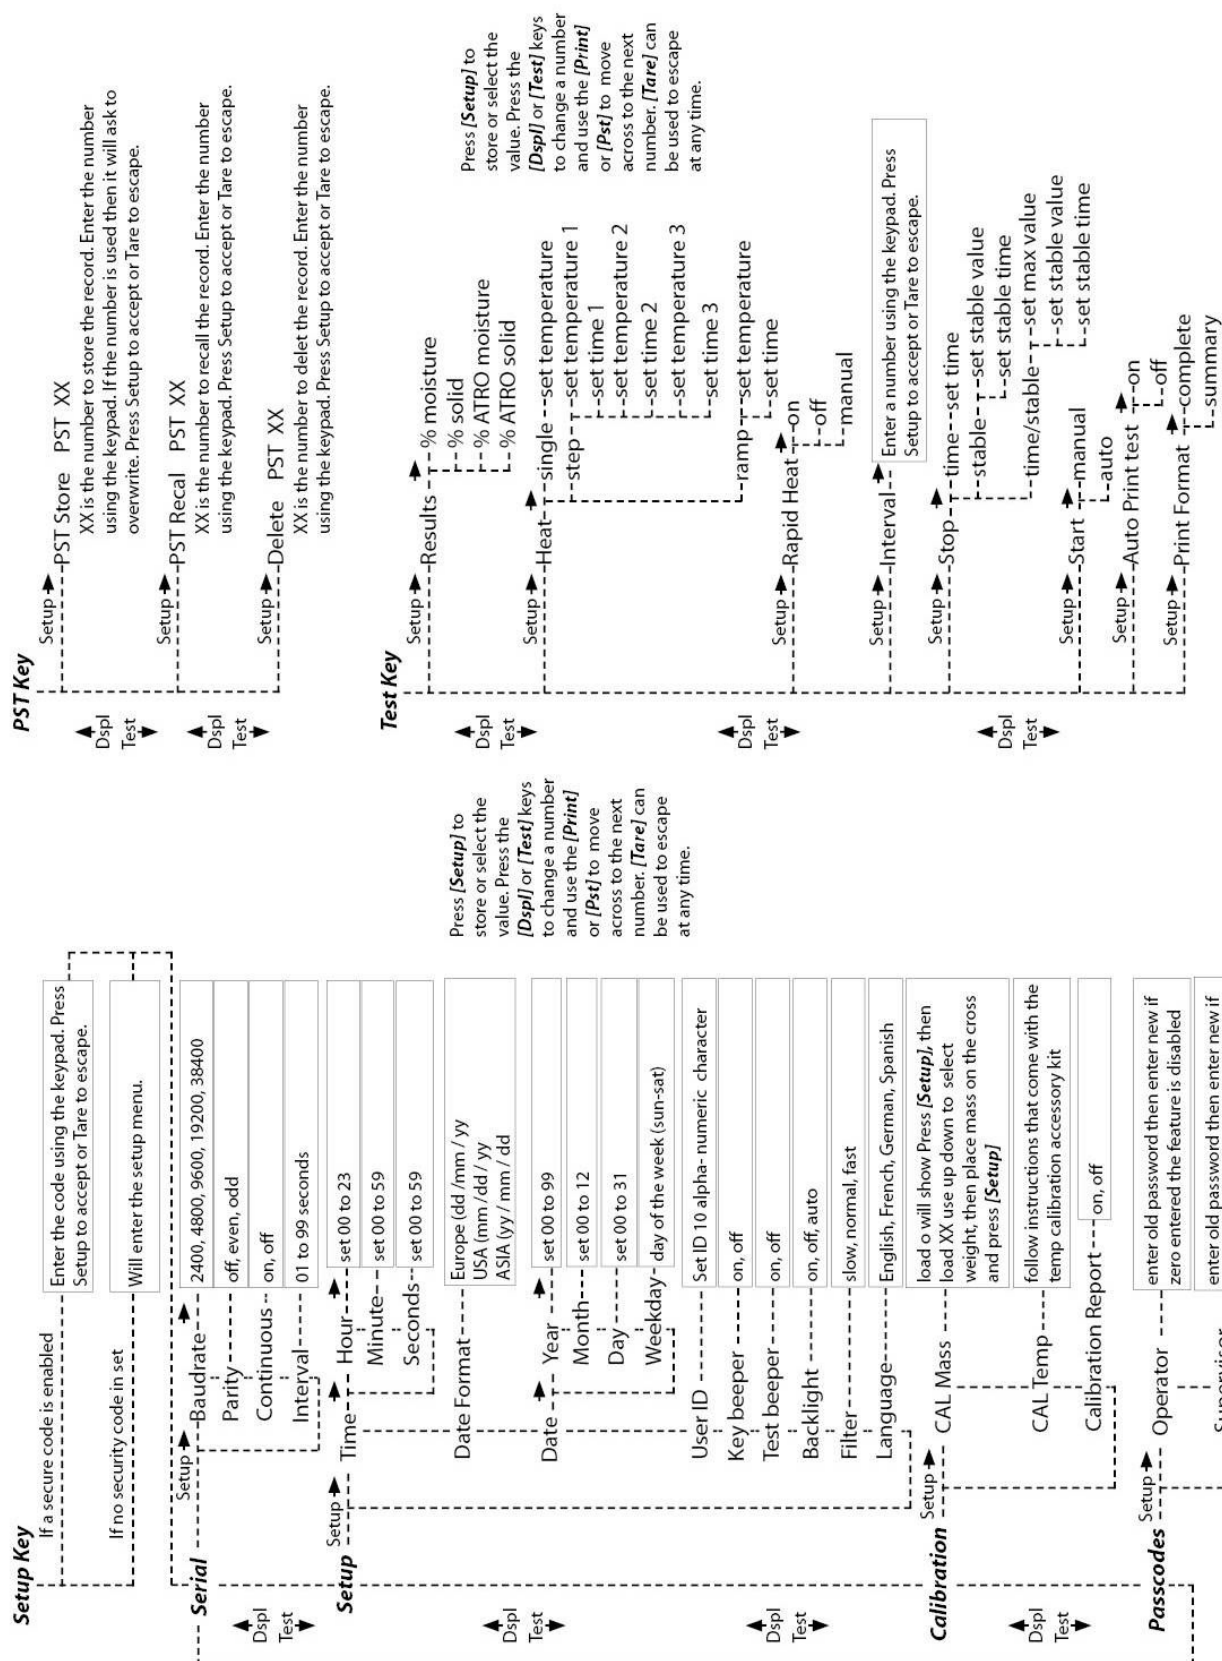 Setup Key
If a secure code is enabled
Enter the code using the keypad. Press
Setup to accept or Tare to escape.
If no security code in set
Will enter the setup menu.
Serial
Setup
Baudrate
2400, 4800, 9600, 19200, 38400
Parity
off, even, odd
Continuous
on, off
Interval
01 to 99 seconds
Dspl
Test
Setup
Setup
Time
Hour
set 00 to 23
Minute
set 00 to 59
Seconds
set 00 to 59
Date Format
Europe (dd /mm / yy
USA (mm / dd / yy
ASIA (yy / mm / dd
Date
Year
set 00 to 99
Month
set 00 to 12
Day
set 00 to 31
Weekday
day of the week (sun-sat)
Dspl
Test
User ID
Set ID 10 alpha- numeric character
Key beeper
on, off
Test beeper
on, off
Backlight
on, off, auto
Filter
slow, normal, fast
Language
English, French, German, Spanish
Dspl
Test
Press [Setup] to
store or select the
value. Press the
[Dspl] or [Test] keys
to change a number
and use the [Print]
or [Pst] to move
across to the next
number. [Tare] can
be used to escape
at any time.
Calibration
Setup
CAL Mass
load o will show Press [Setup], then
load XX use up down to select
weight, then place mass on the cross
and press [Setup]
CAL Temp
follow instructions that come with the
temp calibration accessory kit
Calibration Report
on, off
Dspl
Test
Passcodes
Setup
Operator
enter old password then enter new if
zero entered the feature is disabled
Supervisor
enter old password then enter new if
PST Key
Setup
PST Store PST XX
XX is the number to store the record. Enter the number
using the keypad. If the number is used then it will ask to
overwrite. Press Setup to accept or Tare to escape.
Dspl
Test
Setup
PST Recal PST XX
XX is the number to recall the record. Enter the number
using the keypad. Press Setup to accept or Tare to escape.
Dspl
Test
Setup
Delete PST XX
XX is the number to delet the record. Enter the number
using the keypad. Press Setup to accept or Tare to escape.
Test Key
Setup
Results
% moisture
% solid
% ATRO moisture
% ATRO solid
Dspl
Test
Setup
Heat
single
set temperature
step
set temperature 1
set time 1
set temperature 2
set time 2
set temperature 3
set time 3
ramp
set temperature
set time
Dspl
Test
Setup
Rapid Heat
on
off
manual
Setup
Interval
Enter a number using the keypad. Press
Setup to accept or Tare to escape.
Setup
Stop
time
set time
stable
set stable value
set stable time
time/stable
set max value
set stable value
set stable time
Dspl
Test
Setup
Start
manual
auto
Setup
Auto Print test
on
off
Setup
Print Format
complete
summary
Press [Setup] to
store or select the
value. Press the
[Dspl] or [Test] keys
to change a number
and use the [Print]
or [Pst] to move
across to the next
number. [Tare] can
be used to escape
at any time.